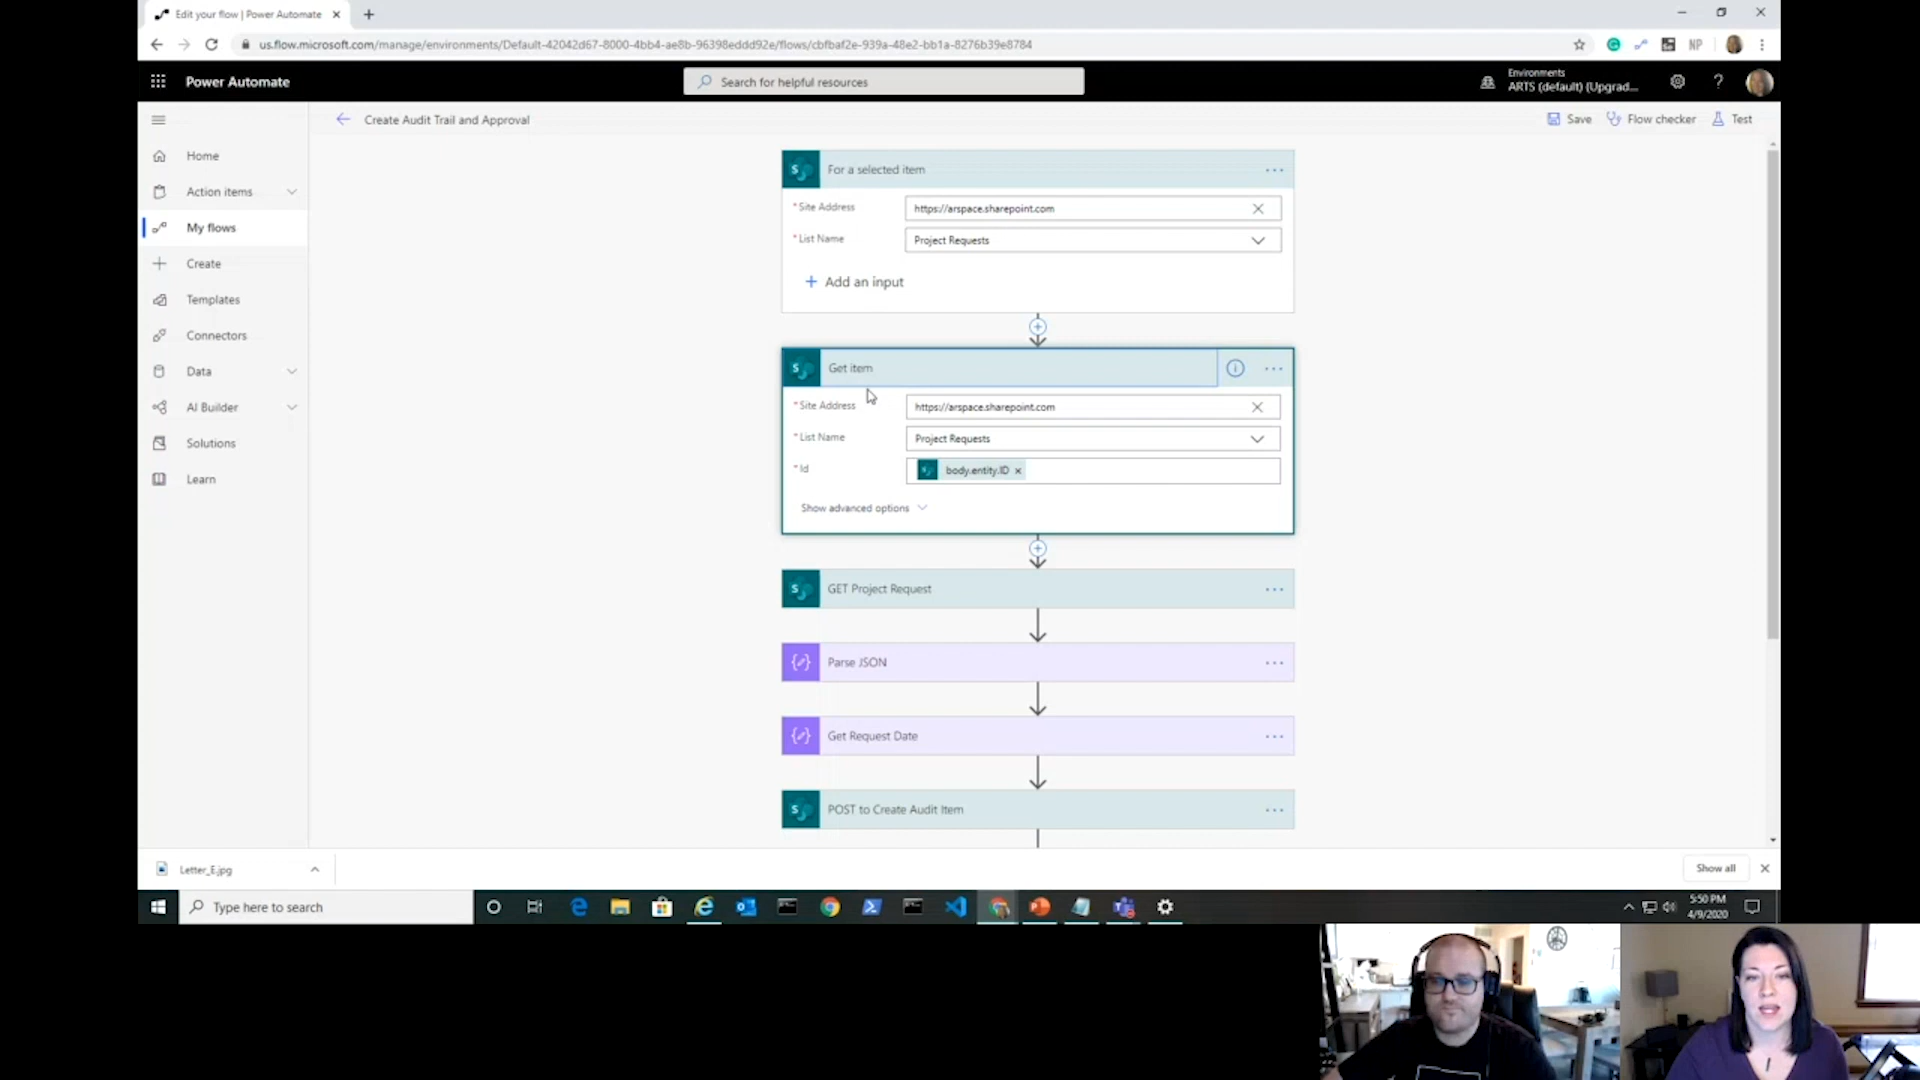 Edit your flow | Power Automate
us.flow.microsoft.com/manage/environments/Default-42042d67-8000-4bb4-ae8b-96398eddd92e/flows/cbfbaf2e-939a-48e2-bb1a-8276b39e8784
NP
Power Automate
Search for helpful resources
Environments
ARTS (default) (Upgrad...
?
Create Audit Trail and Approval
Save
Flow checker
Test
Home
Action items
My flows
Create
Templates
Connectors
Data
AI Builder
Solutions
Learn
For a selected item
* Site Address
https://arspace.sharepoint.com
* List Name
Project Requests
Add an input
Get item
* Site Address
https://arspace.sharepoint.com
* List Name
Project Requests
* Id
body.entity.ID
Show advanced options
GET Project Request
Parse JSON
Get Request Date
POST to Create Audit Item
Letter_E.jpg
Show all
Type here to search
5:50 PM
4/9/2020